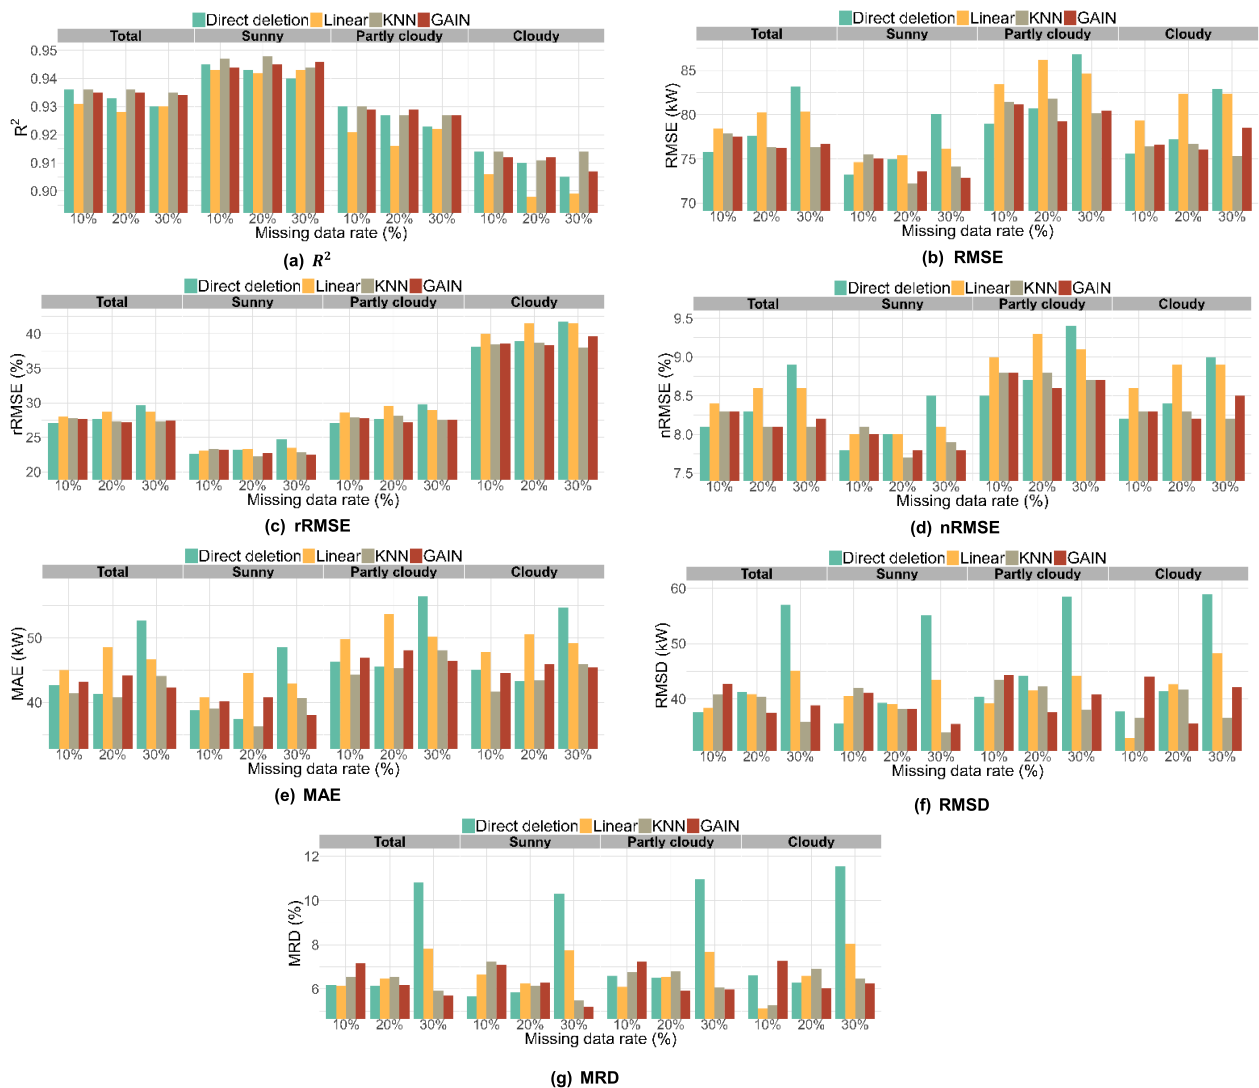 Direct deletion Linear KNN GAIN
Total Sunny Partly cloudy Cloudy
0.95
0.94
0.93
0.92
0.91
0.90
R²
10% 20% 30% 10% 20% 30% 10% 20% 30% 10% 20% 30%
Missing data rate (%)
(a) R²
Direct deletion Linear KNN GAIN
Total Sunny Partly cloudy Cloudy
85
80
75
70
RMSE (kW)
10% 20% 30% 10% 20% 30% 10% 20% 30% 10% 20% 30%
Missing data rate (%)
(b) RMSE
Direct deletion Linear KNN GAIN
Total Sunny Partly cloudy Cloudy
40
35
30
25
20
rRMSE (%)
10% 20% 30% 10% 20% 30% 10% 20% 30% 10% 20% 30%
Missing data rate (%)
(c) rRMSE
Direct deletion Linear KNN GAIN
Total Sunny Partly cloudy Cloudy
9.5
9.0
8.5
8.0
7.5
nRMSE (%)
10% 20% 30% 10% 20% 30% 10% 20% 30% 10% 20% 30%
Missing data rate (%)
(d) nRMSE
Direct deletion Linear KNN GAIN
Total Sunny Partly cloudy Cloudy
50
40
MAE (kW)
10% 20% 30% 10% 20% 30% 10% 20% 30% 10% 20% 30%
Missing data rate (%)
(e) MAE
Direct deletion Linear KNN GAIN
Total Sunny Partly cloudy Cloudy
60
50
40
RMSD (kW)
10% 20% 30% 10% 20% 30% 10% 20% 30% 10% 20% 30%
Missing data rate (%)
(f) RMSD
Direct deletion Linear KNN GAIN
Total Sunny Partly cloudy Cloudy
12
10
8
6
MRD (%)
10% 20% 30% 10% 20% 30% 10% 20% 30% 10% 20% 30%
Missing data rate (%)
(g) MRD